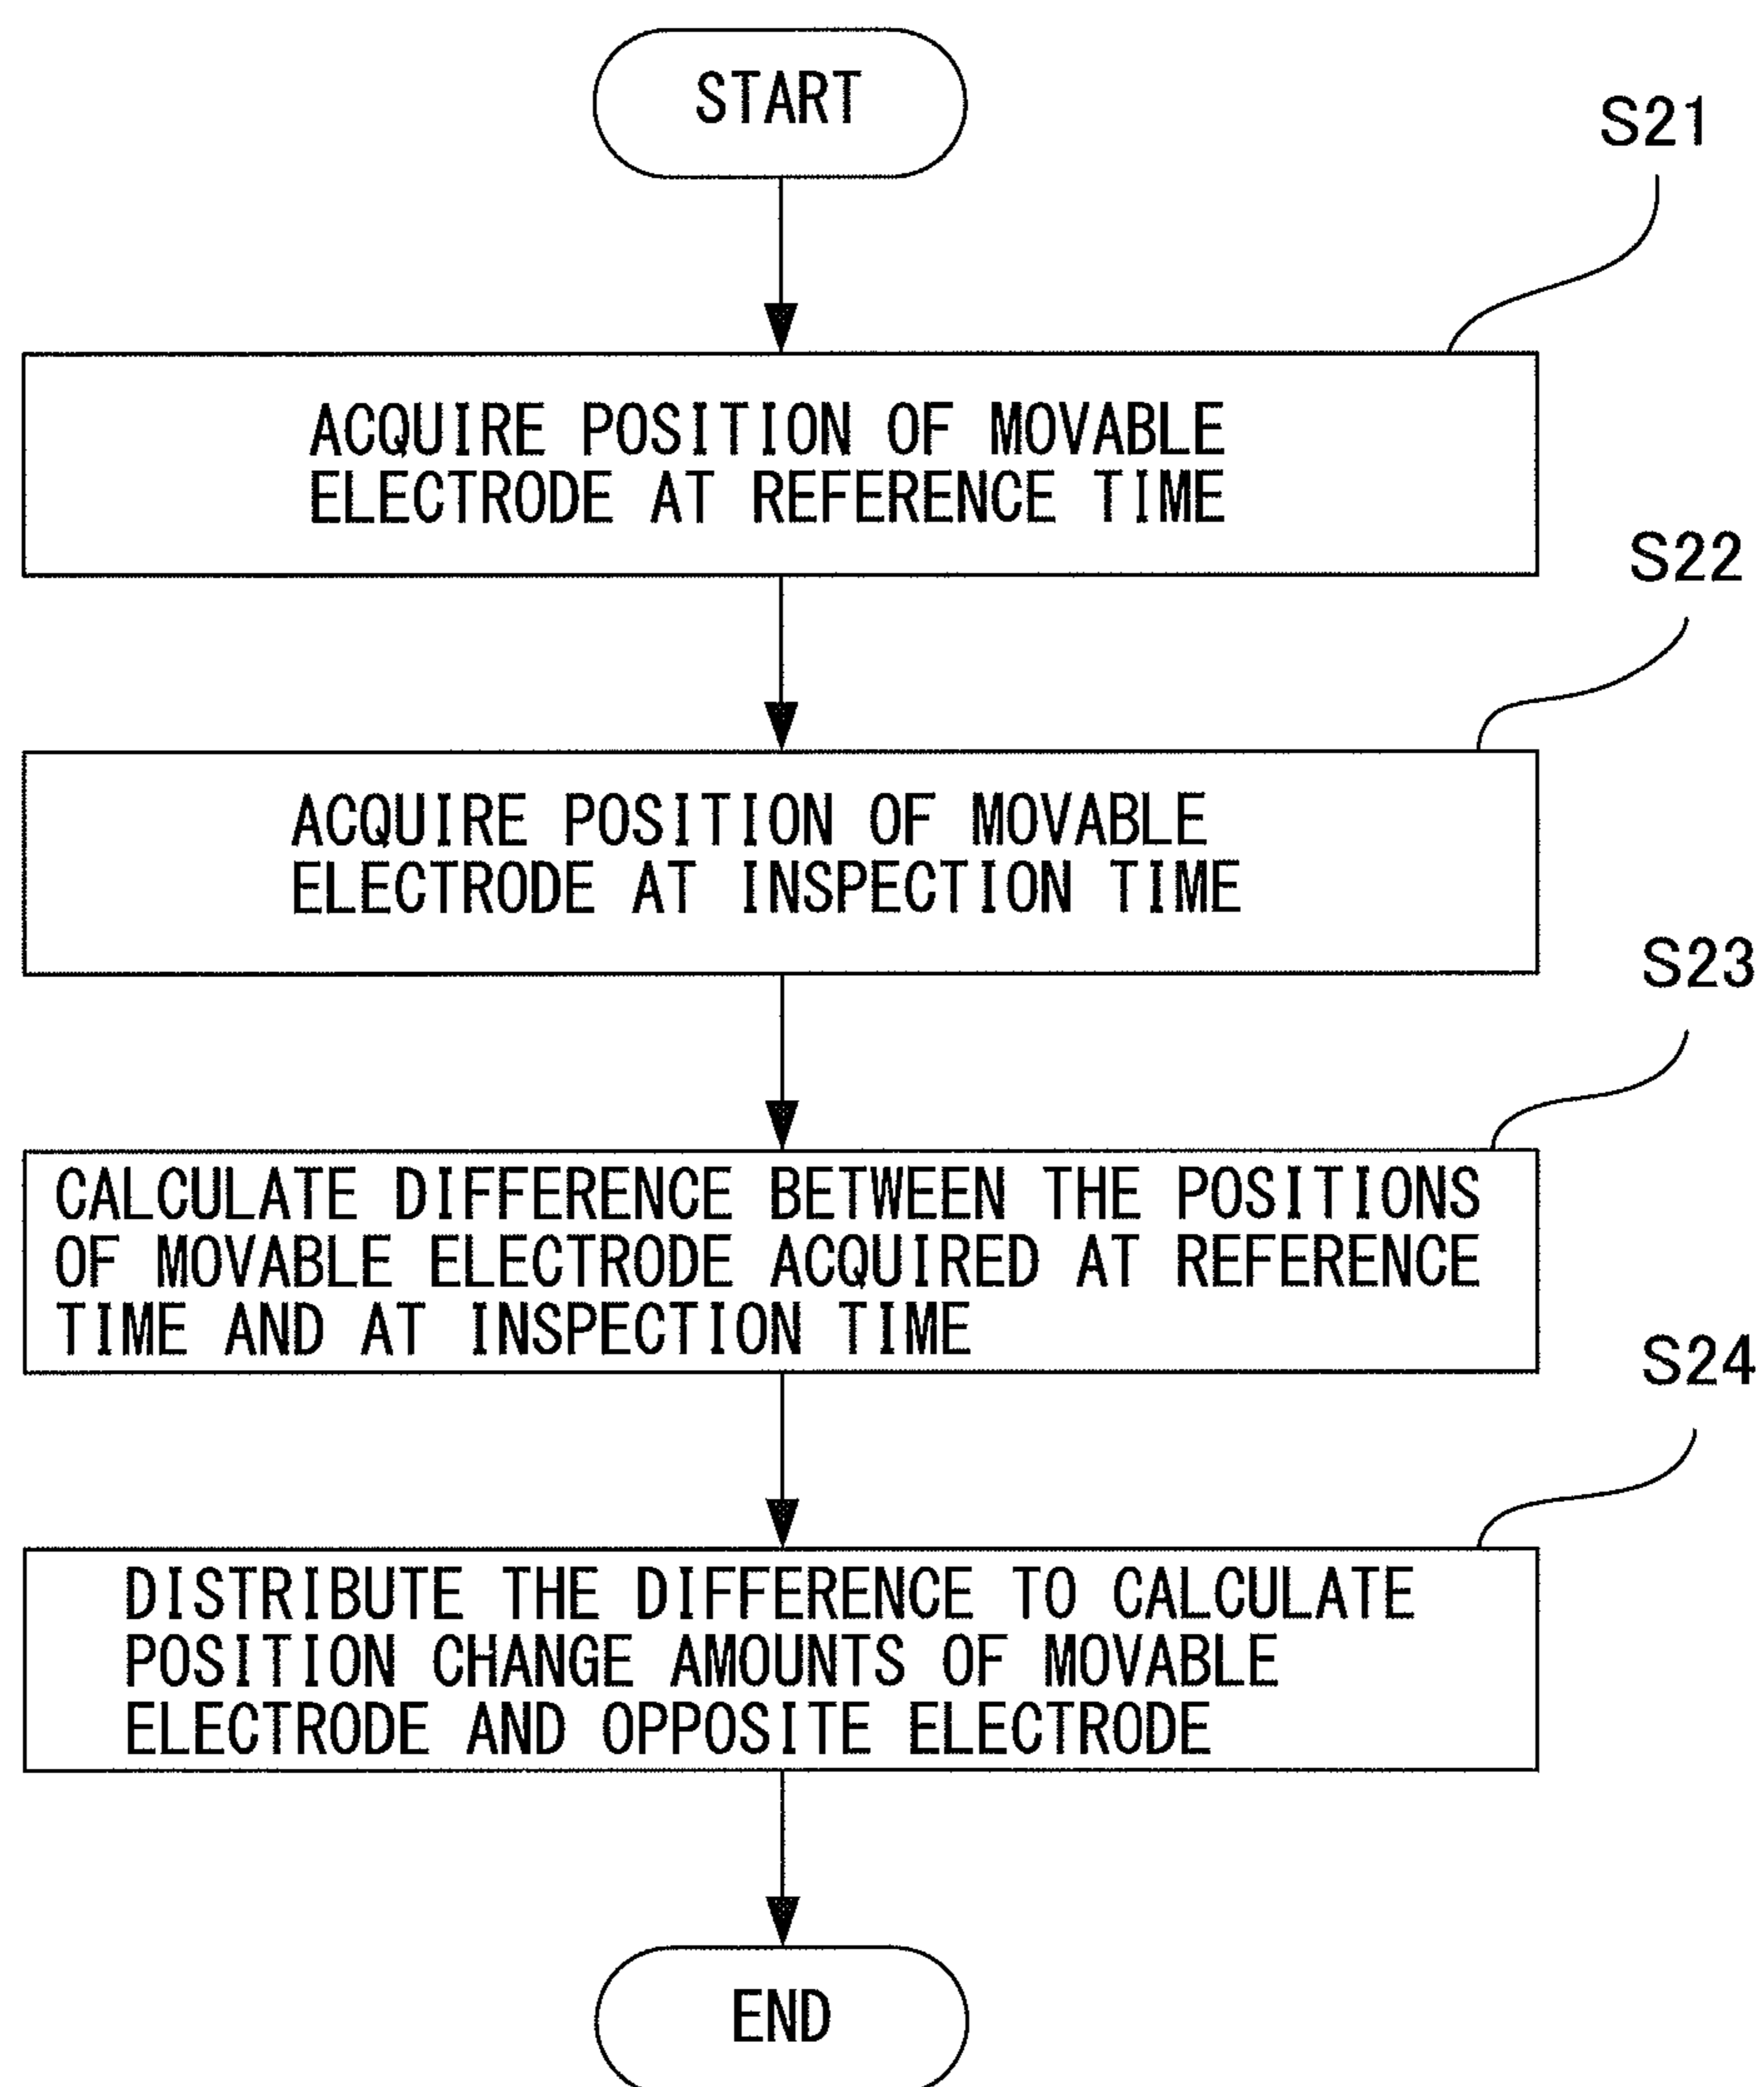 START
S21
ACQUIRE POSITION OF MOVABLE
ELECTRODE AT REFERENCE TIME
S22
ACQUIRE POSITION OF MOVABLE
ELECTRODE AT INSPECTION TIME
S23
CALCULATE DIFFERENCE BETWEEN THE POSITIONS
OF MOVABLE ELECTRODE ACQUIRED AT REFERENCE
TIME AND AT INSPECTION TIME
S24
DISTRIBUTE THE DIFFERENCE TO CALCULATE
POSITION CHANGE AMOUNTS OF MOVABLE
ELECTRODE AND OPPOSITE ELECTRODE
END